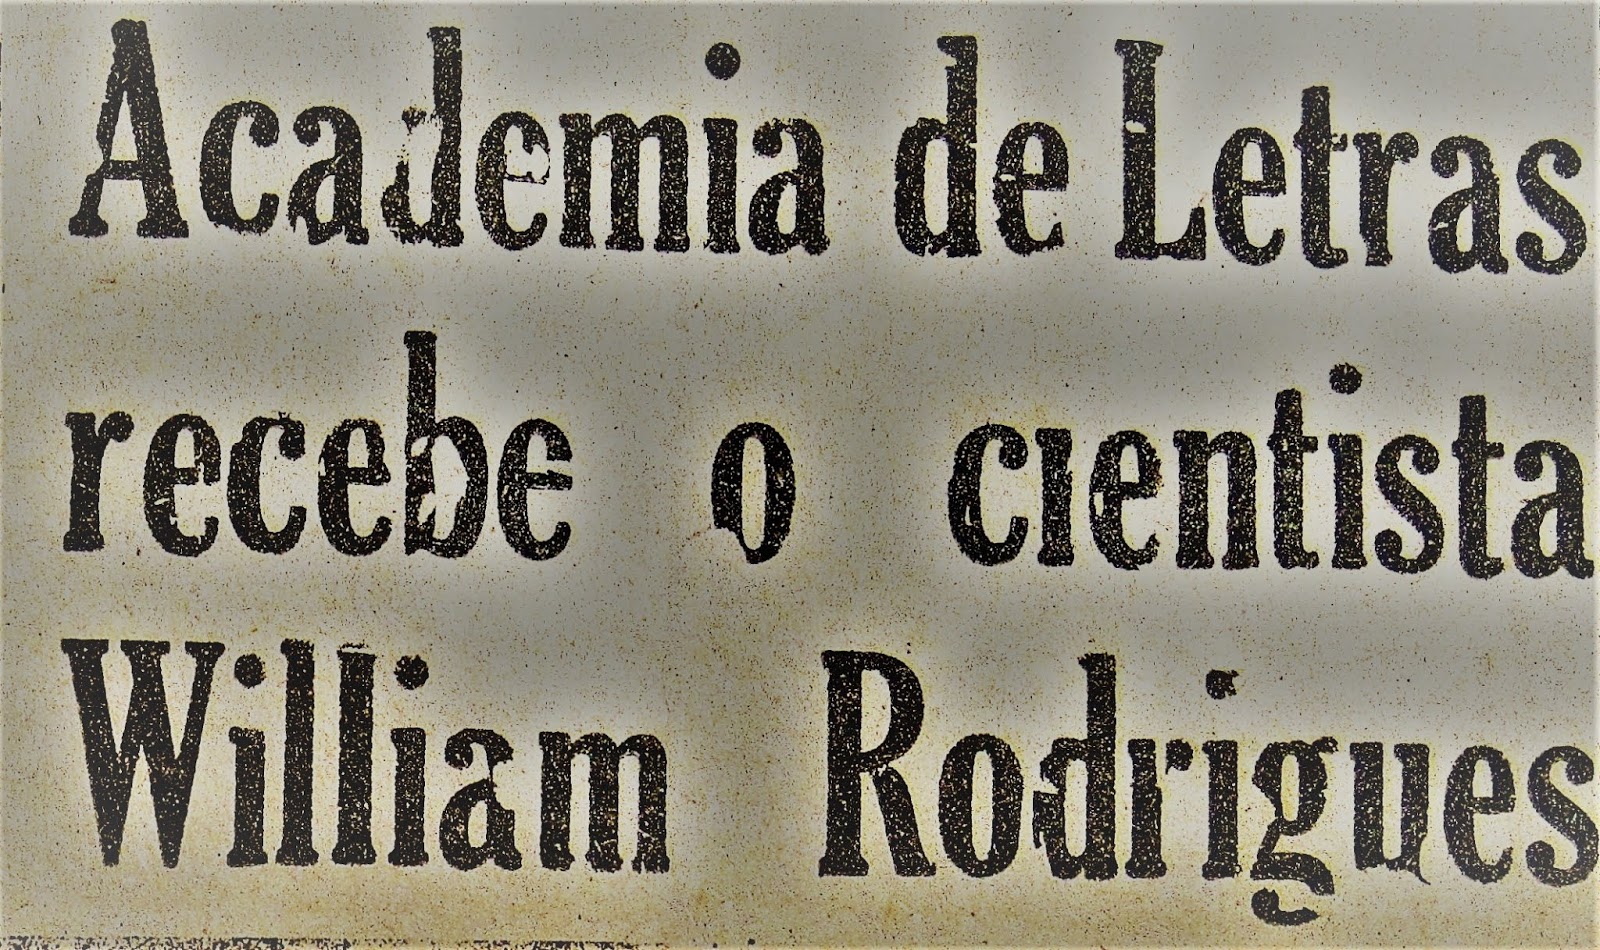 Academia de Letras
recebe o cientista
William Rodrigues